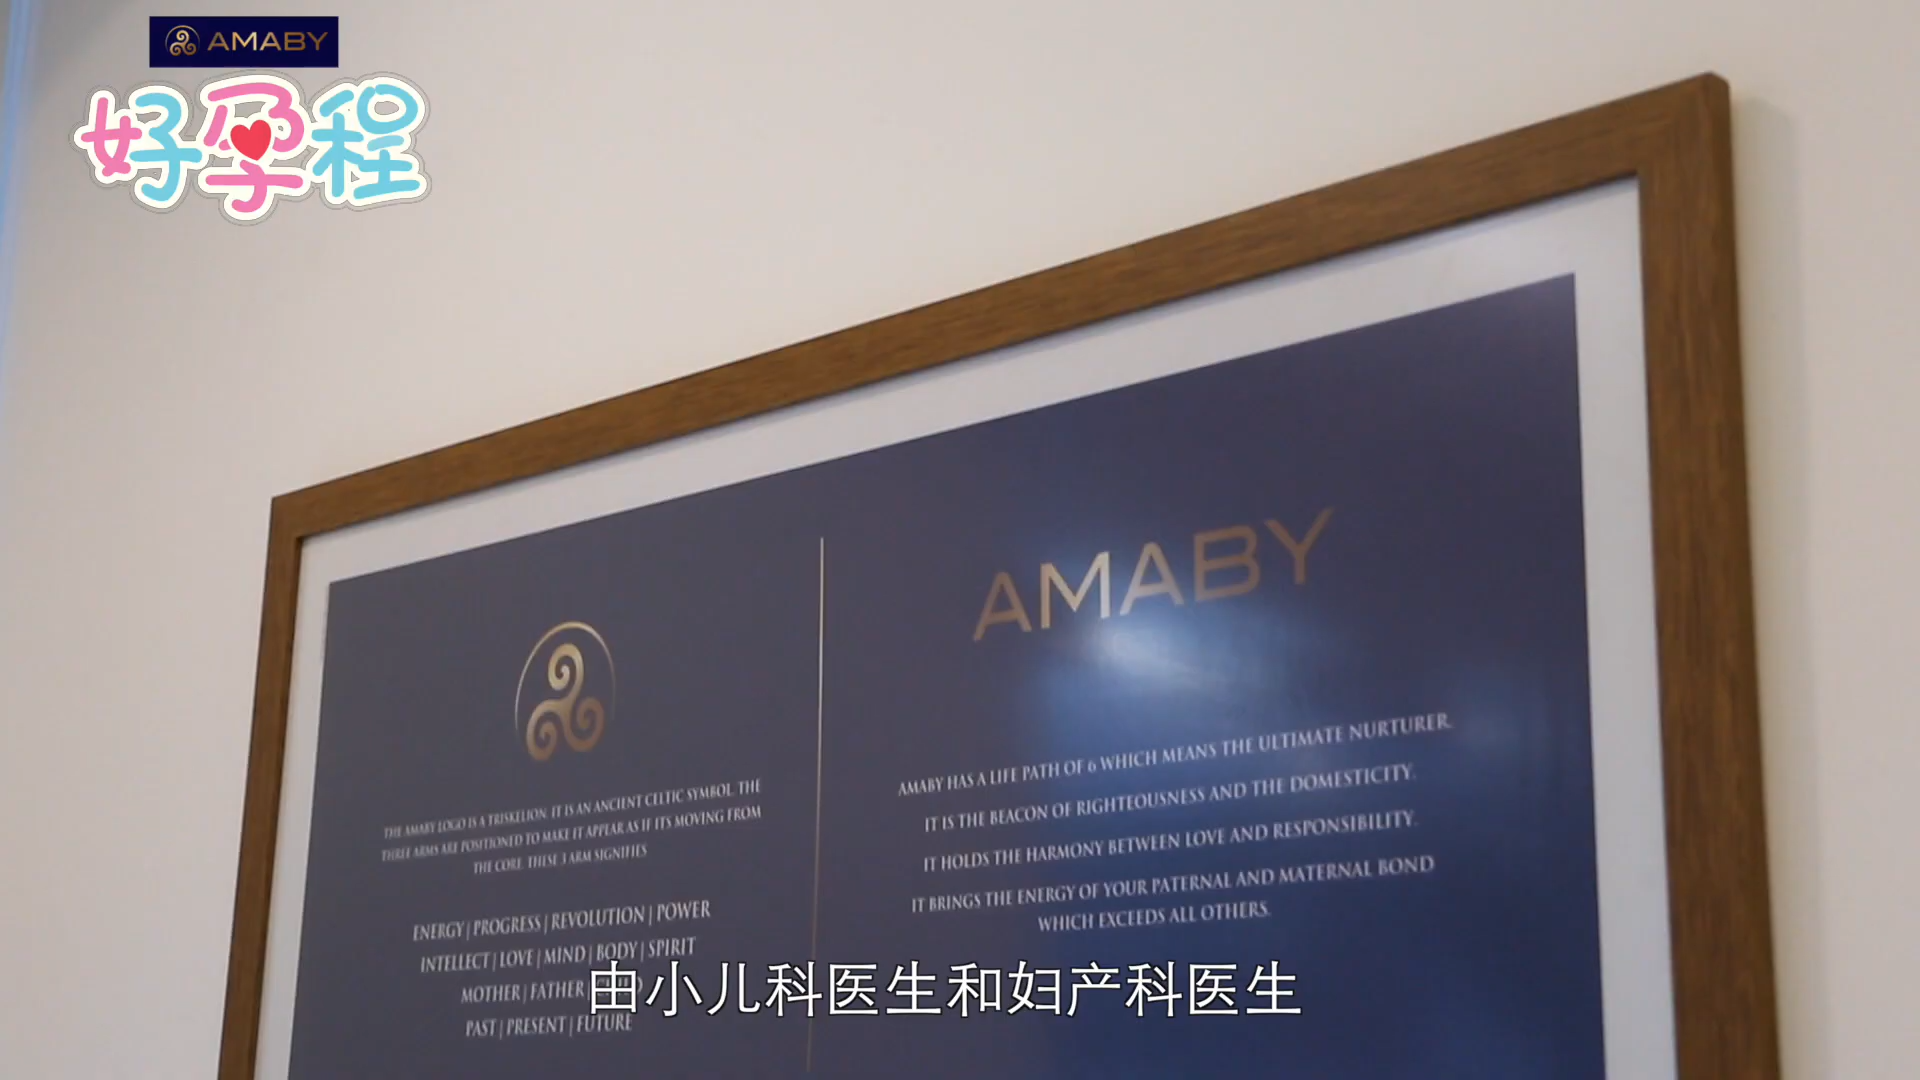 AMABY
好孕程
AMABY
THE AMABY LOGO IS A TRISKELION. IT IS AN ANCIENT CELTIC SYMBOL. THE
THREE ARMS ARE POSITIONED TO MAKE IT APPEAR AS IF ITS MOVING FROM
THE CORE. THESE 3 ARM SIGNIFIES
ENERGY | PROGRESS | REVOLUTION | POWER
INTELLECT | LOVE | MIND | BODY | SPIRIT
MOTHER | FATHER |
PAST | PRESENT | FUTURE
AMABY HAS A LIFE PATH OF 6 WHICH MEANS THE ULTIMATE NURTURER.
IT IS THE BEACON OF RIGHTEOUSNESS AND THE DOMESTICITY.
IT HOLDS THE HARMONY BETWEEN LOVE AND RESPONSIBILITY.
IT BRINGS THE ENERGY OF YOUR PATERNAL AND MATERNAL BOND
WHICH EXCEEDS ALL OTHERS.
由小儿科医生和妇产科医生